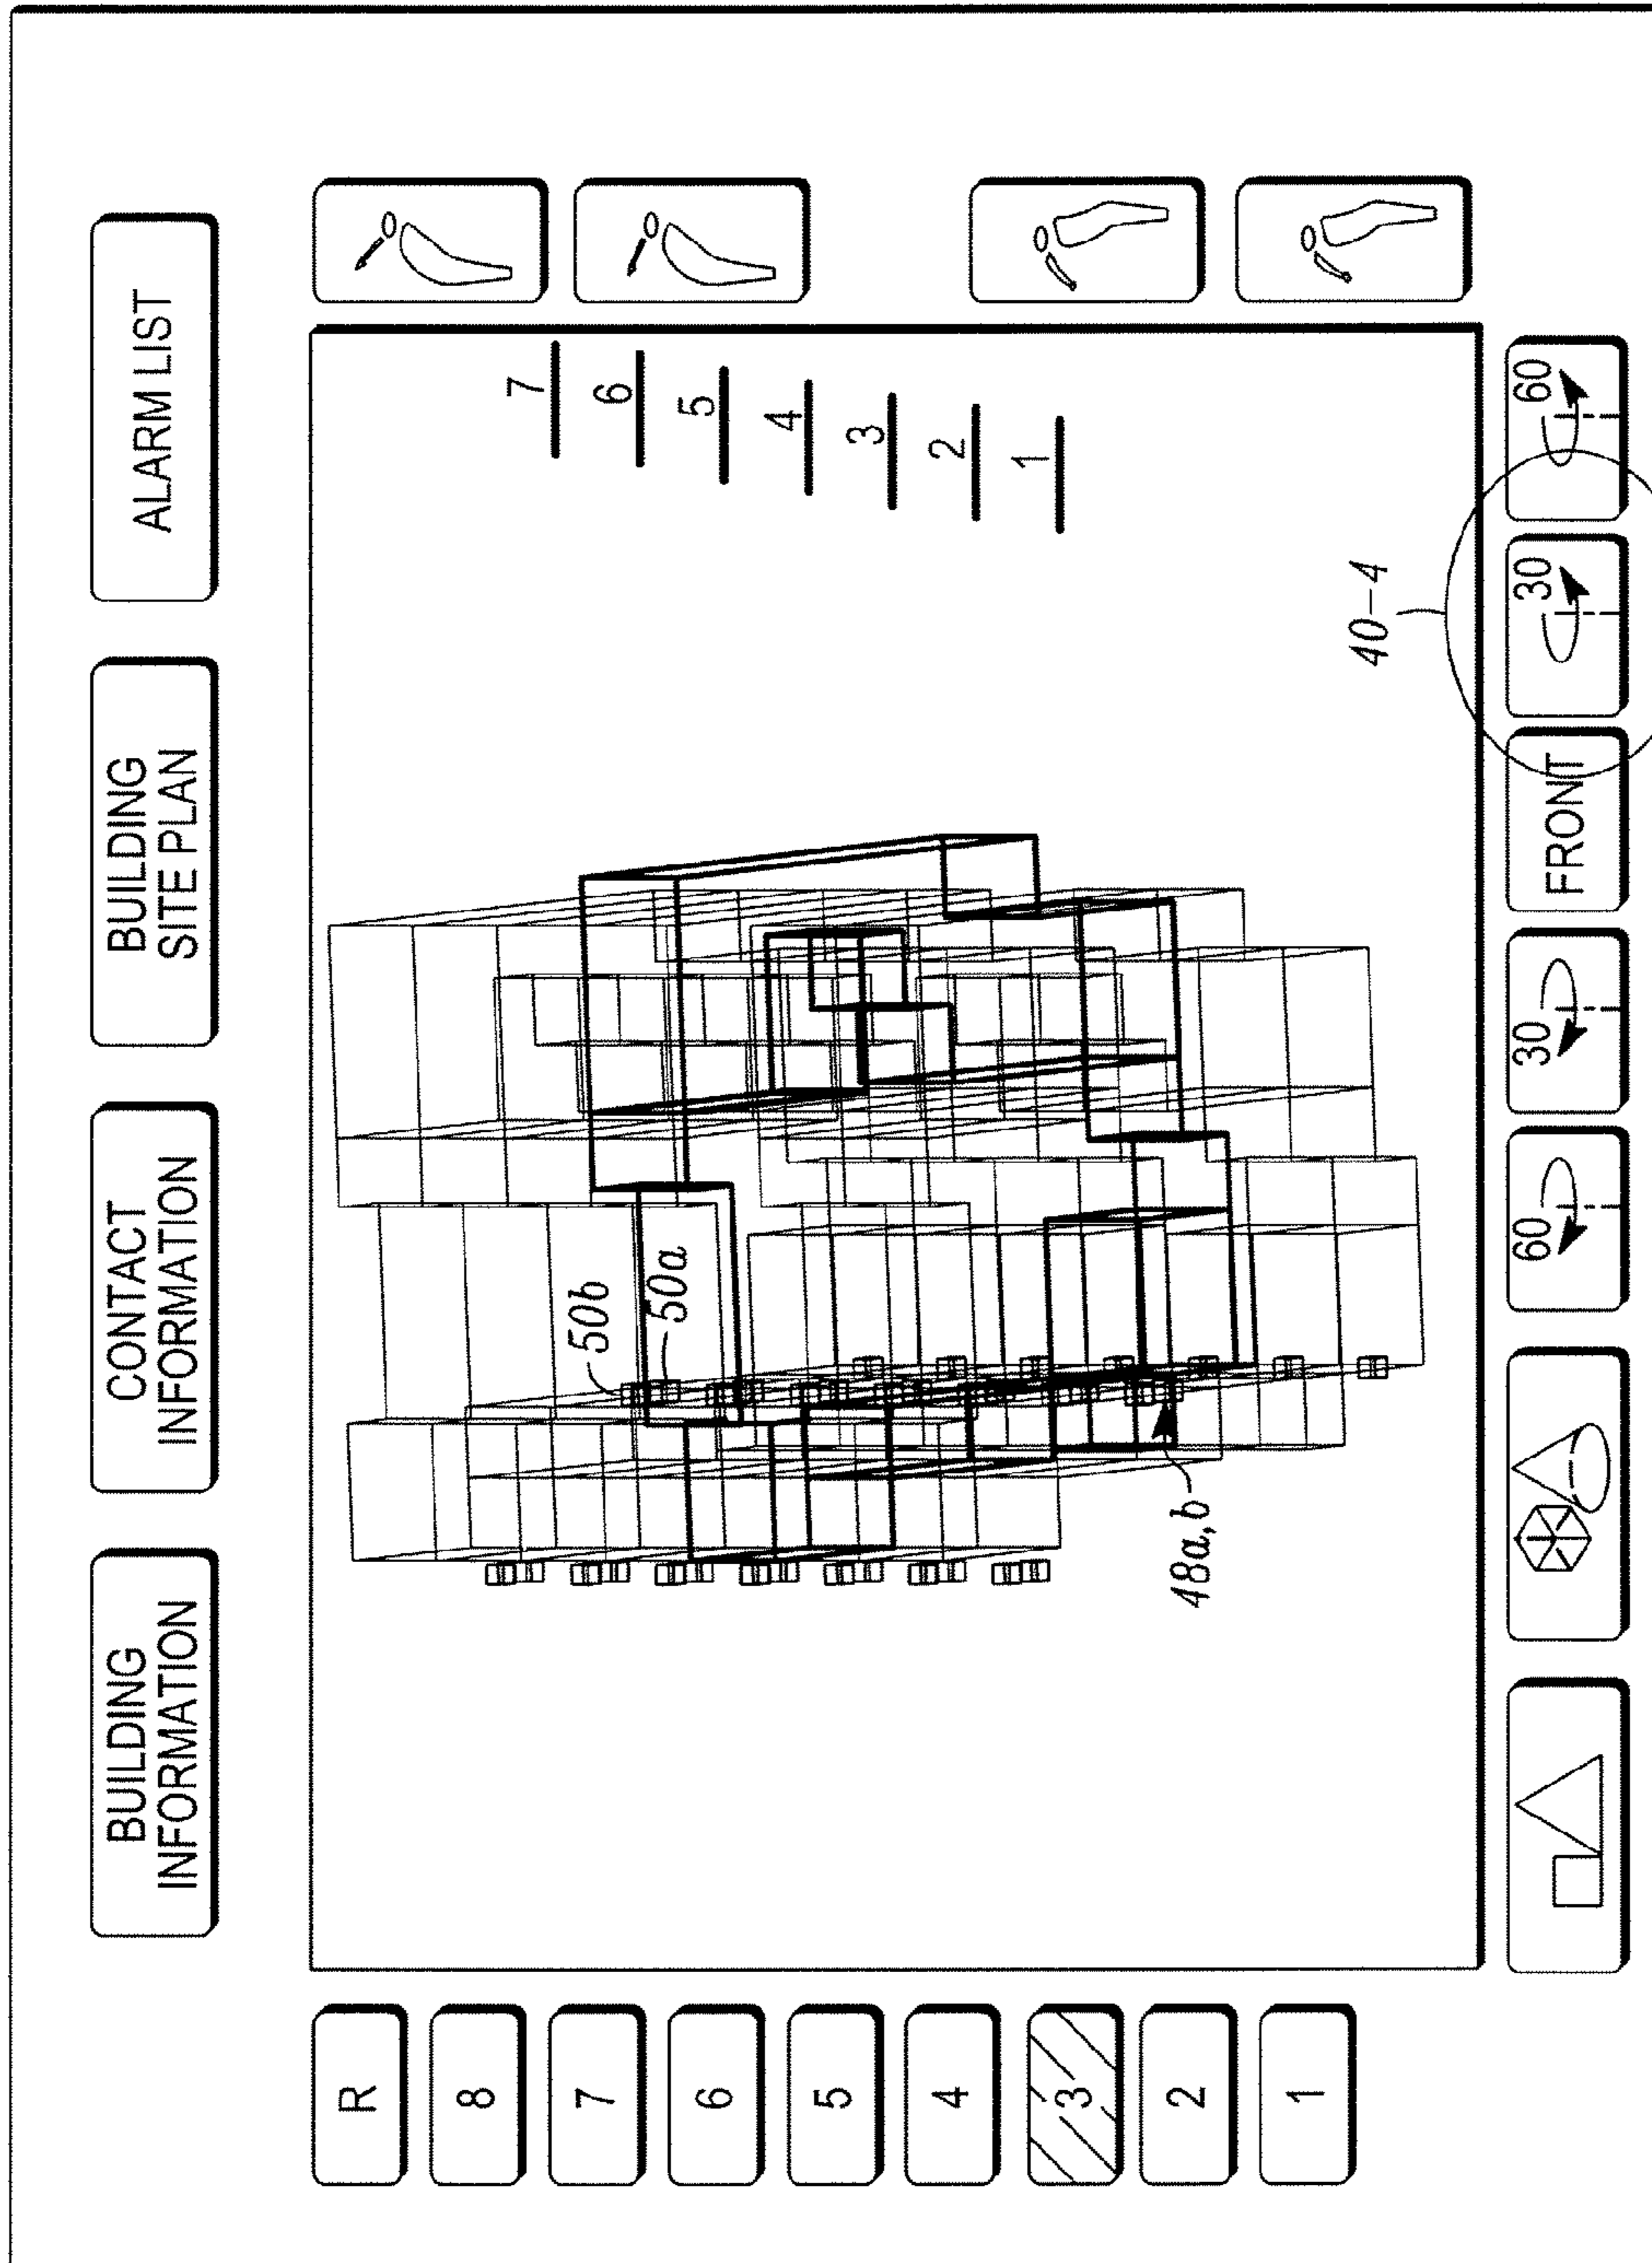 BUILDING
INFORMATION
CONTACT
INFORMATION
BUILDING
SITE PLAN
ALARM LIST
R
8
7
6
5
4
3
2
1
7
6
5
4
3
2
1
50b
50a
48a,b
40-4
60
30
FRONT
30
60